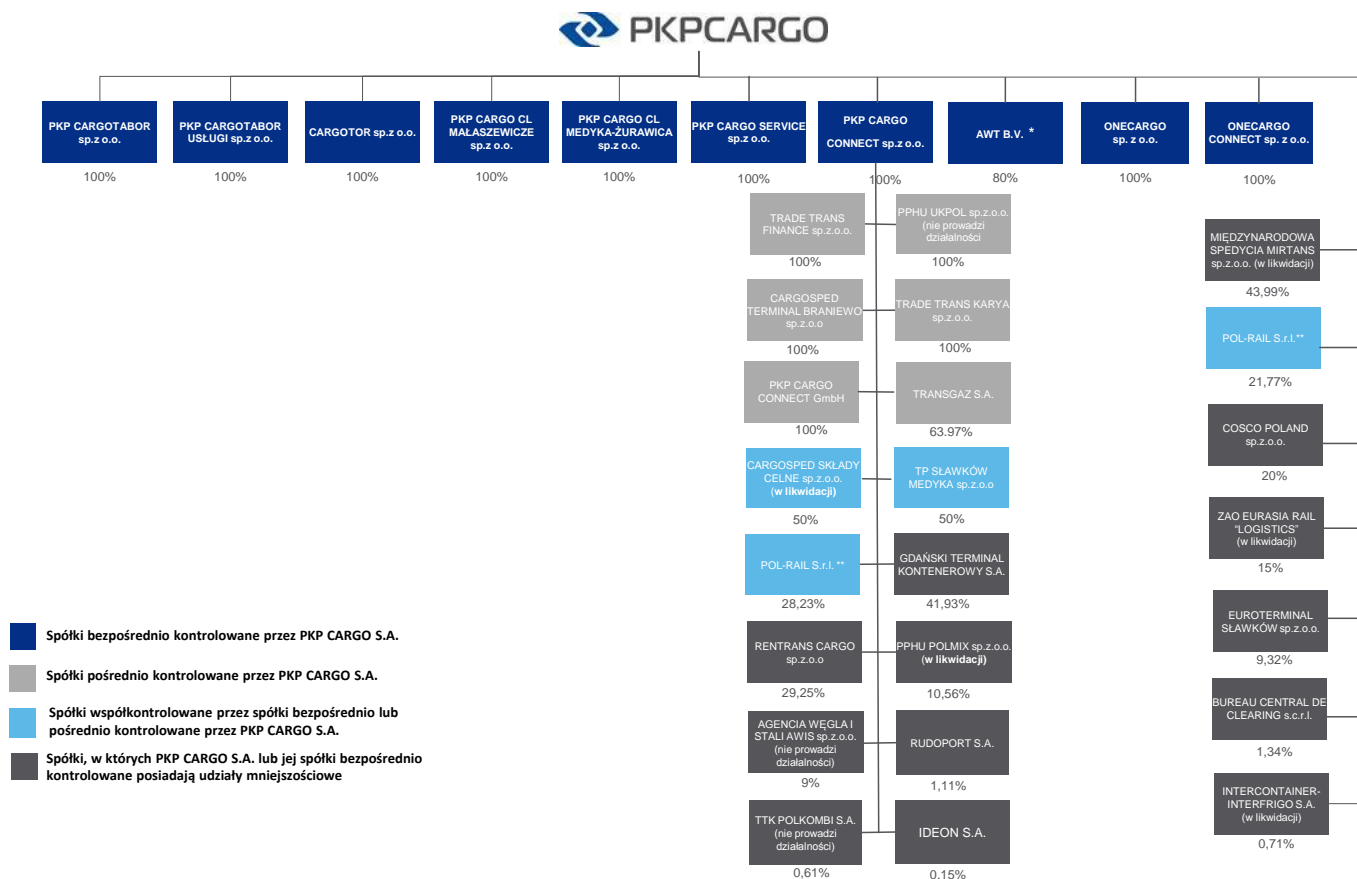 PKPCARGO
PKP CARGOTABOR
sp.z o.o.
100%
PKP CARGOTABOR
USŁUGI sp.z o.o.
100%
CARGOTOR sp.z o.o.
100%
PKP CARGO CL
MAŁASZEWICZE
sp.z o.o.
100%
PKP CARGO CL
MEDYKA-ŻURAWICA
sp.z o.o.
100%
PKP CARGO SERVICE
sp.z o.o.
100%
PKP CARGO
CONNECT sp.z o.o.
100%
AWT B.V. *
80%
ONECARGO
sp. z o.o.
100%
ONECARGO
CONNECT sp. z o.o.
100%
TRADE TRANS
FINANCE sp.z.o.o.
100%
PPHU UKPOL sp.z.o.o.
(nie prowadzi
działalności
100%
CARGOSPED
TERMINAL BRANIEWO
sp.z.o.o
100%
TRADE TRANS KARYA
sp.z.o.o.
100%
PKP CARGO
CONNECT GmbH
100%
TRANSGAZ S.A.
63.97%
CARGOSPED SKŁADY
CELNE sp.z.o.o.
(w likwidacji)
50%
TP SŁAWKÓW
MEDYKA sp.z.o.o
50%
POL-RAIL S.r.l. **
28,23%
GDAŃSKI TERMINAL
KONTENEROWY S.A.
41,93%
RENTRANS CARGO
sp.z.o.o
29,25%
PPHU POLMIX sp.z.o.o.
(w likwidacji)
10,56%
AGENCIA WĘGLA I
STALI AWIS sp.z.o.o.
(nie prowadzi
działalności)
9%
RUDOPORT S.A.
1,11%
TTK POLKOMBI S.A.
(nie prowadzi
działalności)
0,61%
IDEON S.A.
0,15%
MIĘDZYNARODOWA
SPEDYCIA MIRTANS
sp.z.o.o. (w likwidacji)
43,99%
POL-RAIL S.r.l.**
21,77%
COSCO POLAND
sp.z.o.o.
20%
ZAO EURASIA RAIL
"LOGISTICS"
(w likwidacji)
15%
EUROTERMINAL
SŁAWKÓW sp.z.o.o.
9,32%
BUREAU CENTRAL DE
CLEARING s.c.r.l.
1,34%
INTERCONTAINER-
INTERFRIGO S.A.
(w likwidacji)
0,71%
Spółki bezpośrednio kontrolowane przez PKP CARGO S.A.
Spółki pośrednio kontrolowane przez PKP CARGO S.A.
Spółki współkontrolowane przez spółki bezpośrednio lub
pośrednio kontrolowane przez PKP CARGO S.A.
Spółki, w których PKP CARGO S.A. lub jej spółki bezpośrednio
kontrolowane posiadają udziały mniejszościowe